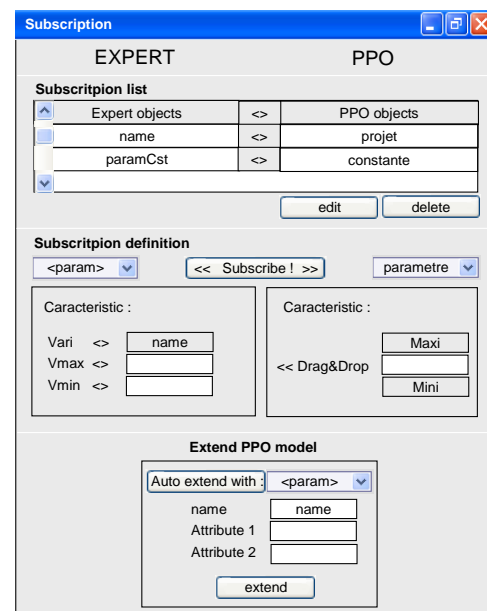 Subscription
EXPERT PPO
Subscritpion list
Expert objects <> PPO objects
name <> projet
paramCst <> constante
edit delete
Subscritpion definition
<param> << Subscribe ! >> parametre
Caracteristic : Caracteristic :
Vari <> name Maxi
Vmax <> << Drag&Drop
Vmin <> Mini
Extend PPO model
Auto extend with : <param>
name name
Attribute 1
Attribute 2
extend